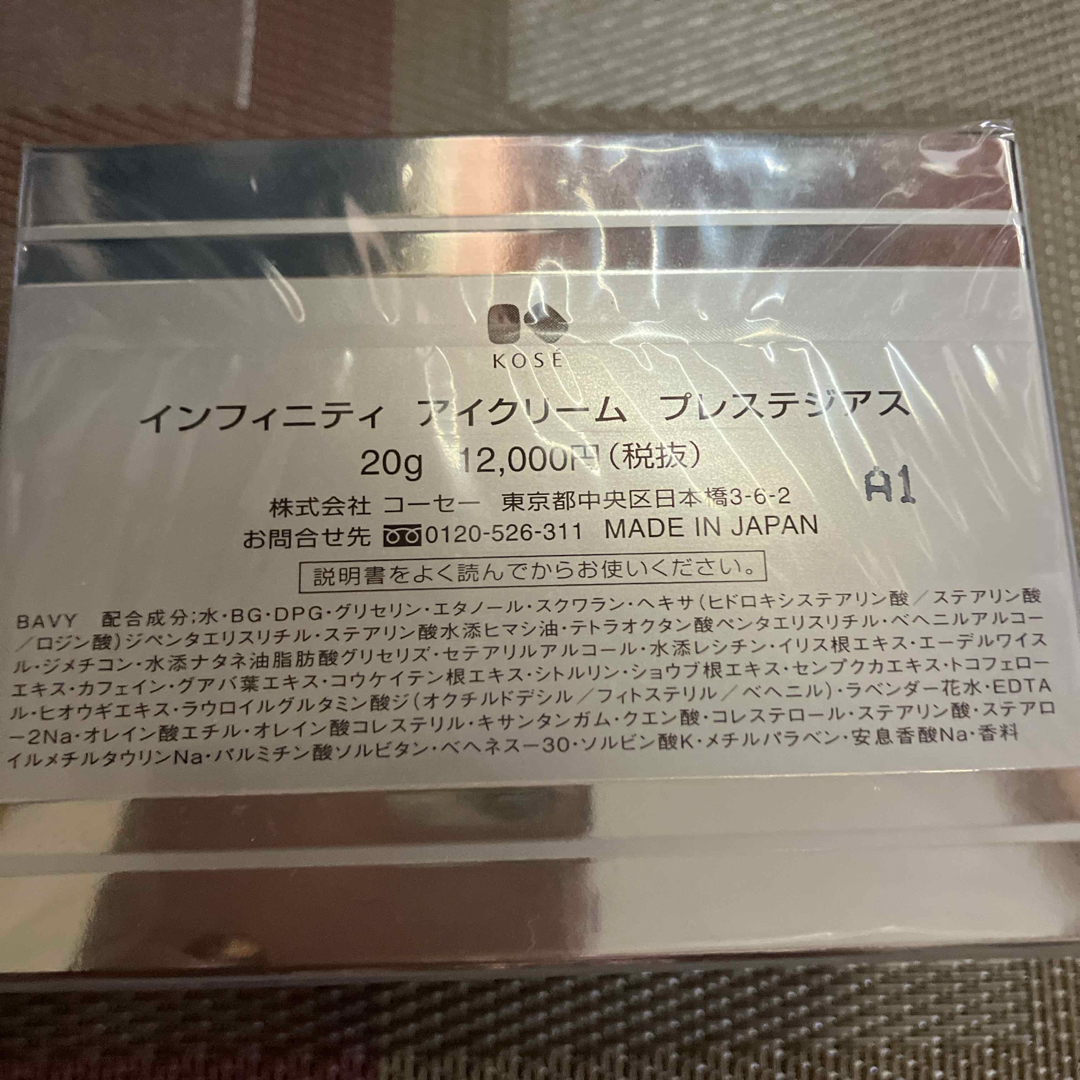 KOSÉ
インフィニティ アイクリーム プレステジアス
20g 12,000円(税抜)
A1
株式会社 コーセー 東京都中央区日本橋3-6-2
お問合せ先 0120-526-311 MADE IN JAPAN
説明書をよく読んでからお使いください。
BAVY 配合成分;水・BG・DPG・グリセリン・エタノール・スクワラン・ヘキサ(ヒドロキシステアリン酸/ステアリン酸
/ロジン酸)ジペンタエリスリチル・ステアリン酸水添ヒマシ油・テトラオクタン酸ペンタエリスリチル・ベヘニルアルコー
ル・ジメチコン・水添ナタネ油脂肪酸グリセリズ・セテアリルアルコール・水添レシチン・イリス根エキス・エーデルワイス
エキス・カフェイン・グアバ葉エキス・コウケイテン根エキス・シトルリン・ショウブ根エキス・センプクカエキス・トコフェロー
ル・ヒオウギエキス・ラウロイルグルタミン酸ジ(オクチルドデシル/フィトステリル/ベヘニル)・ラベンダー花水・EDTA
-2Na・オレイン酸エチル・オレイン酸コレステリル・キサンタンガム・クエン酸・コレステロール・ステアリン酸・ステアロ
イルメチルタウリンNa・パルミチン酸ソルビタン・ベヘネス-30・ソルビン酸K・メチルパラベン・安息香酸Na・香料